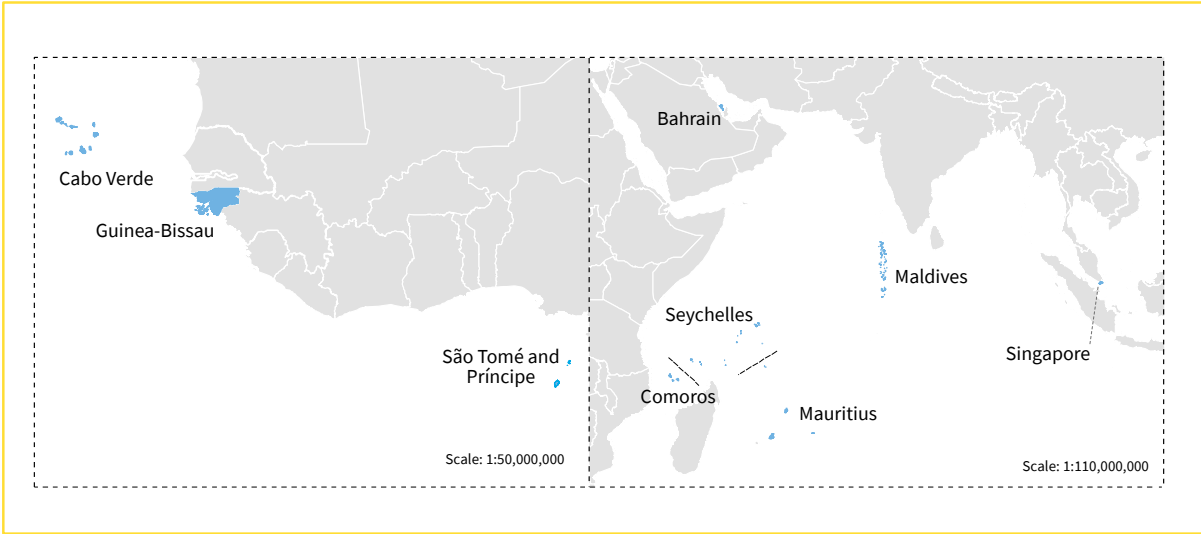 Cabo Verde
Guinea-Bissau
São Tomé and
Príncipe
Scale: 1:50,000,000
Bahrain
Maldives
Seychelles
Singapore
Comoros
Mauritius
Scale: 1:110,000,000